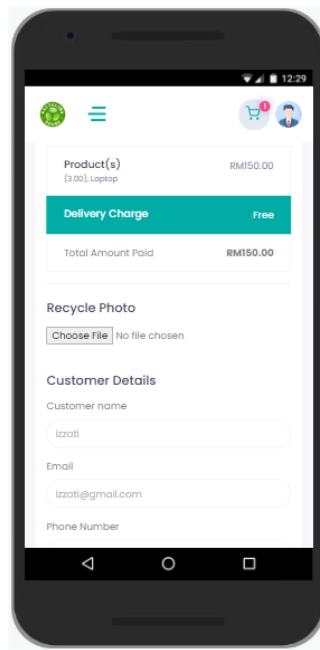 12:29
0
Product(s)
RM150.00
(3.00), Laptop
Delivery Charge
Free
Total Amount Paid
RM150.00
Recycle Photo
Choose File No file chosen
Customer Details
Customer name
izzati
Email
izzati@gmail.com
Phone Number